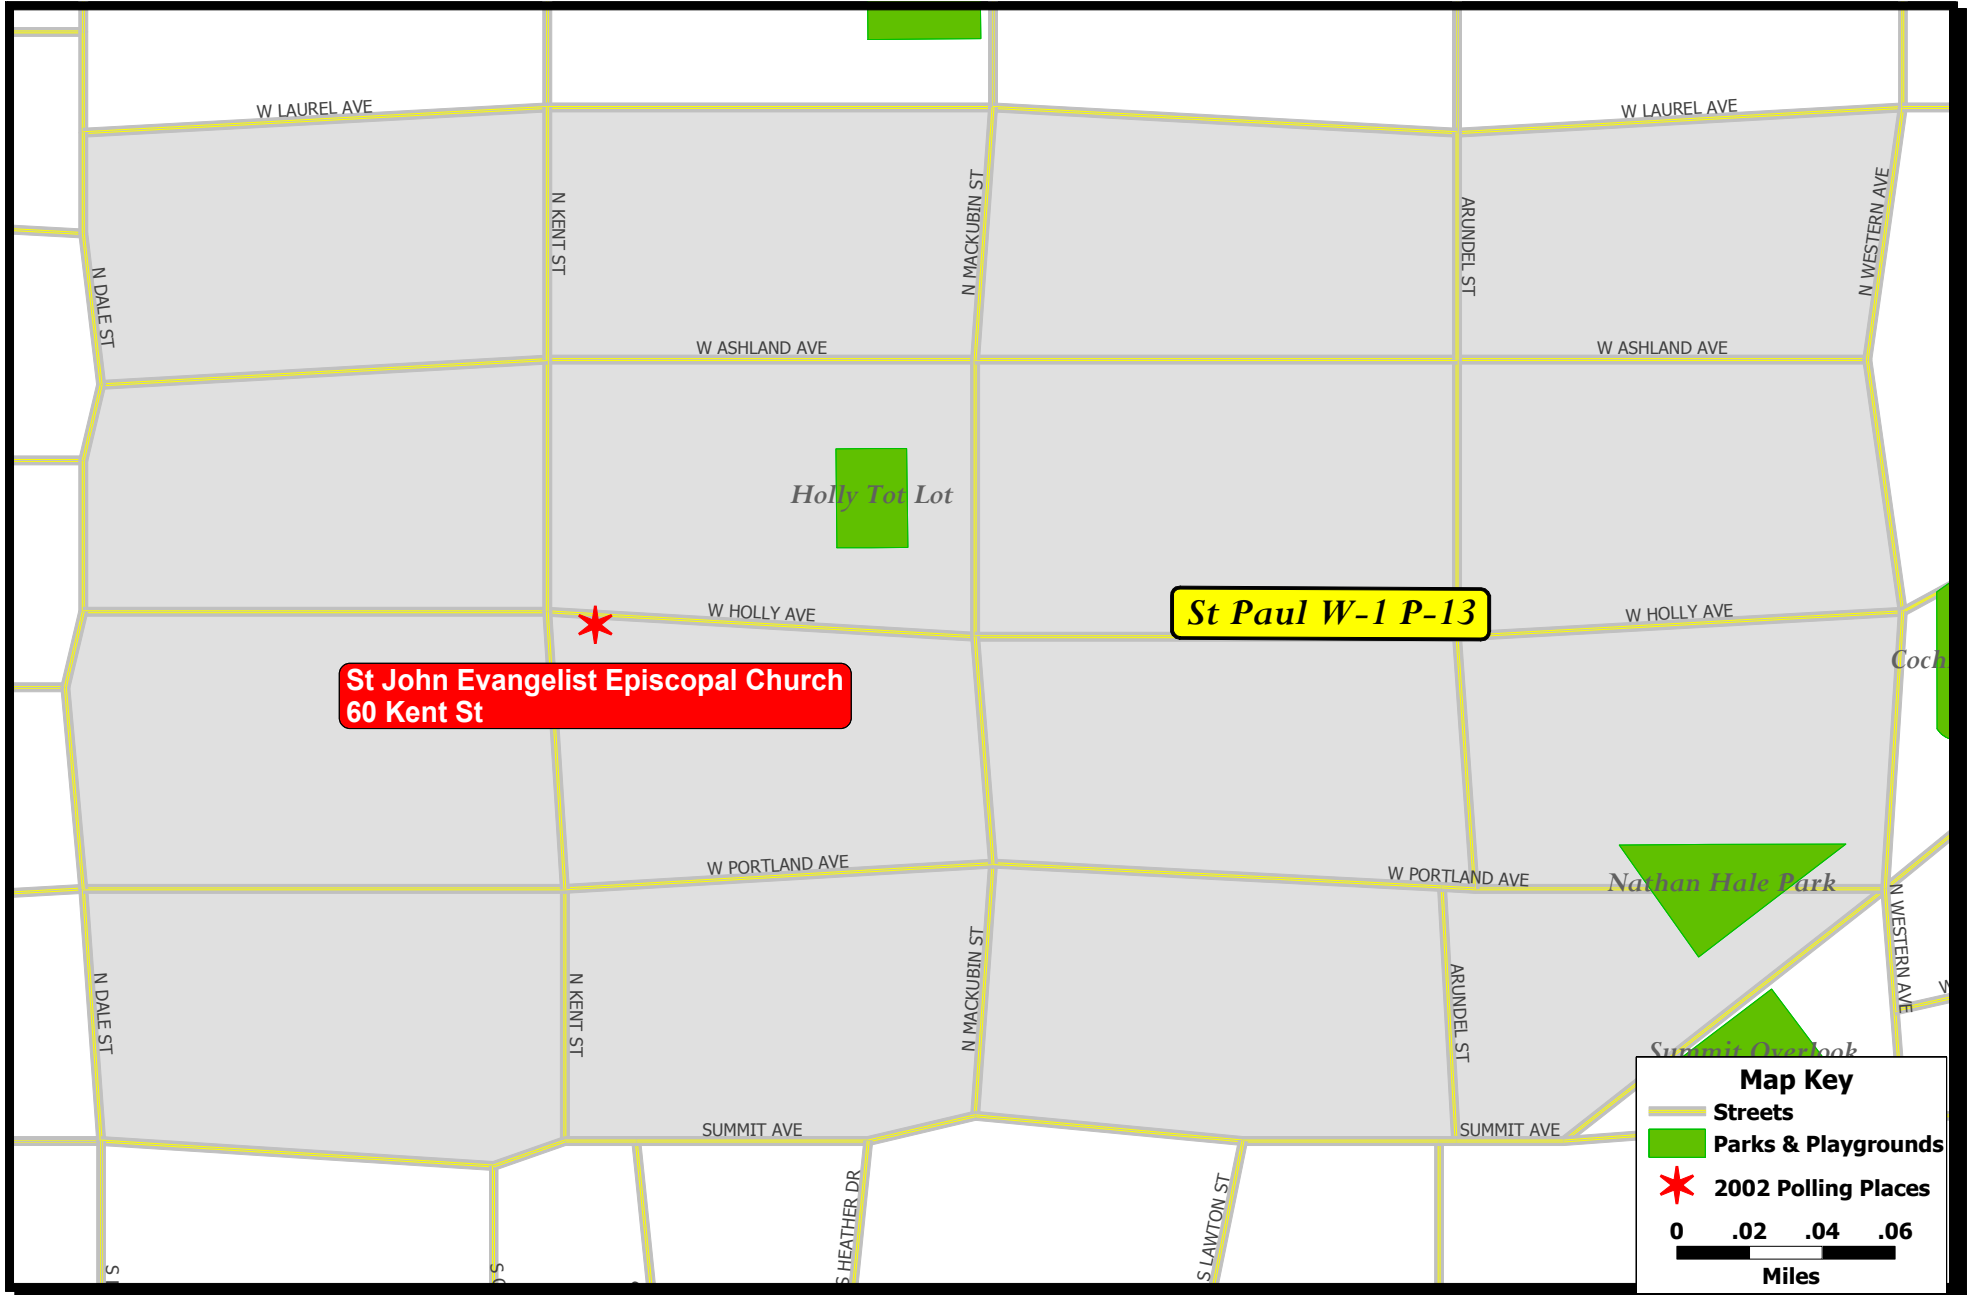 W LAUREL AVE
W LAUREL AVE
N KENT ST
N MACKUBIN ST
ARUNDEL ST
N WESTERN AVE
N DALE ST
W ASHLAND AVE
W ASHLAND AVE
Holly Tot Lot
W HOLLY AVE
St Paul W-1 P-13
W HOLLY AVE
St John Evangelist Episcopal Church
60 Kent St
W PORTLAND AVE
W PORTLAND AVE
Nathan Hale Park
N WESTERN AVE
N DALE ST
N KENT ST
N MACKUBIN ST
ARUNDEL ST
W
Summit Overlook
SUMMIT AVE
SUMMIT AVE
S HEATHER DR
S LAWTON ST
Map Key
Streets
Parks & Playgrounds
2002 Polling Places
0 .02 .04 .06
Miles